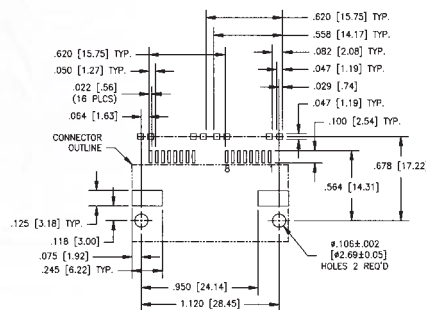 .620 [15.75] TYP.
.558 [14.17] TYP.
.082 [2.08] TYP.
.047 [1.19] TYP.
.029 [.74]
.047 [1.19] TYP.
.100 [2.54] TYP.
.620 [15.75] TYP.
.050 [1.27] TYP.
.022 [.56]
(16 PLCS)
.064 [1.63]
CONNECTOR
OUTLINE
8
1
.678 [17.22]
.564 [14.31]
.125 [3.18] TYP.
.118 [3.00]
.075 [1.92]
.245 [6.22] TYP.
.950 [24.14]
1.120 [28.45]
ø.106±.002
[ø2.69±0.05]
HOLES 2 REQ'D